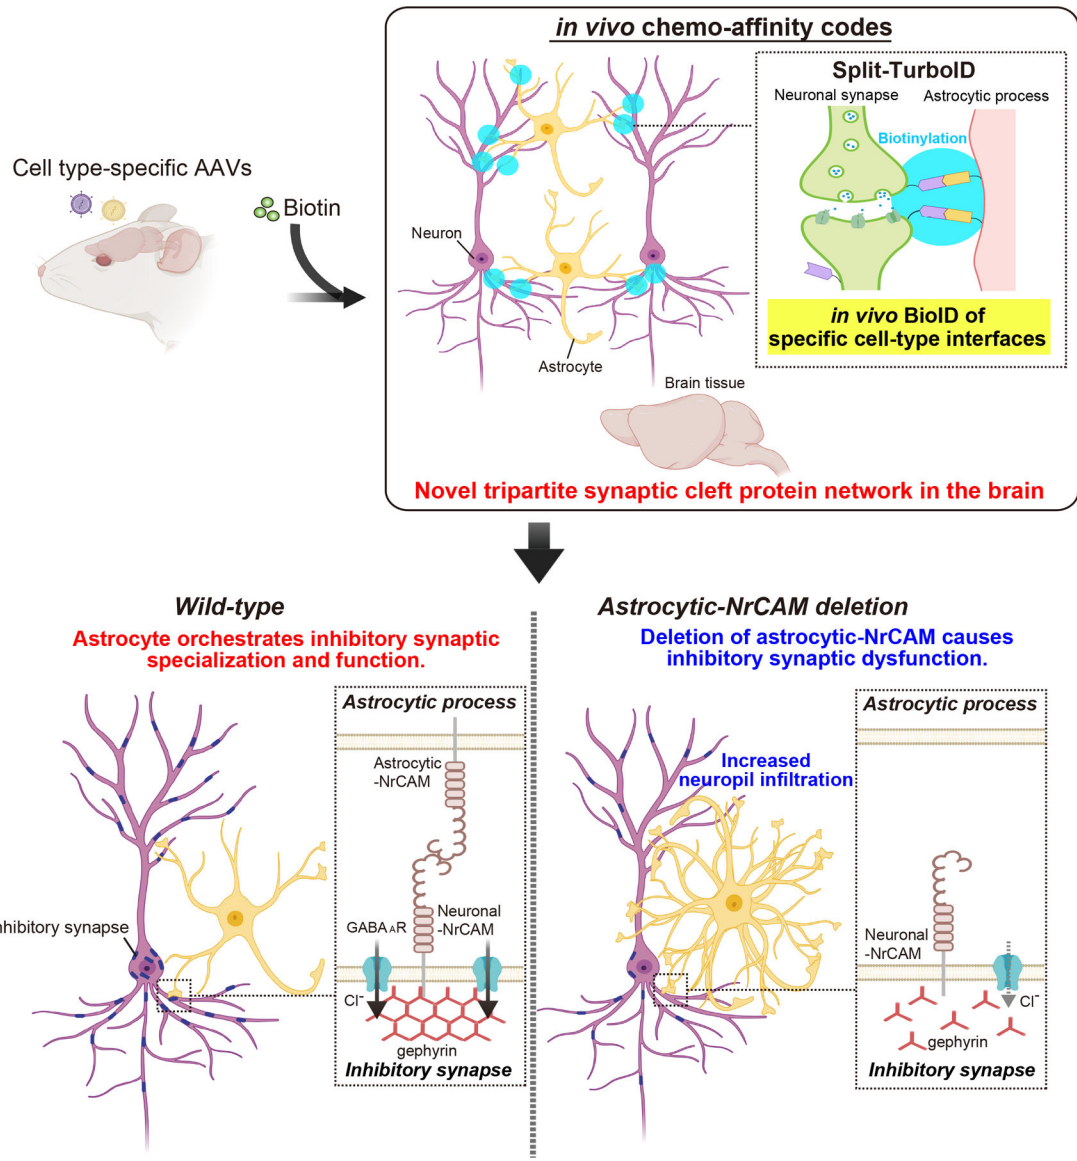 in vivo chemo-affinity codes
Split-TurboID
Neuronal synapse
Astrocytic process
Biotinylation
Cell type-specific AAVs
Biotin
Neuron
Astrocyte
in vivo BioID of
specific cell-type interfaces
Brain tissue
Novel tripartite synaptic cleft protein network in the brain
Wild-type
Astrocyte orchestrates inhibitory synaptic
specialization and function.
Astrocytic process
Astrocytic
-NrCAM
Neuronal
-NrCAM
GABA A R
nhibitory synapse
Cl⁻
gephyrin
Inhibitory synapse
Astrocytic-NrCAM deletion
Deletion of astrocytic-NrCAM causes
inhibitory synaptic dysfunction.
Increased
neuropil infiltration
Astrocytic process
Neuronal
-NrCAM
Cl⁻
gephyrin
Inhibitory synapse